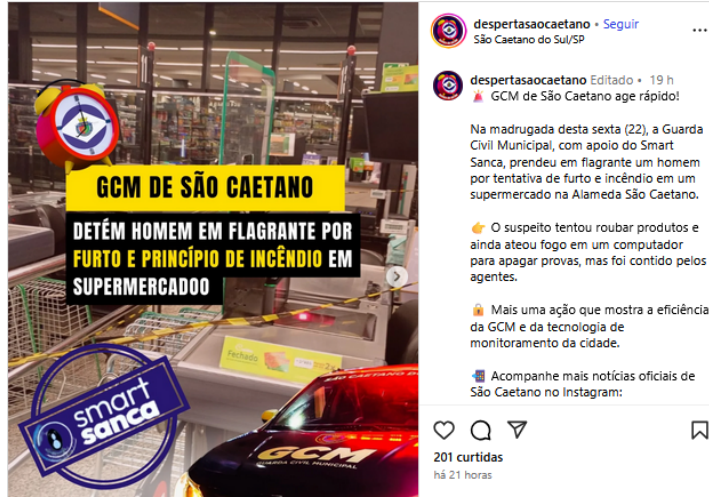 GCM DE SÃO CAETANO
DETÉM HOMEM EM FLAGRANTE POR
FURTO E PRINCÍPIO DE INCÊNDIO EM
SUPERMERCADOO
Fechado
smart
sanca
SÃO CAETANO DO
GCM
GUARDA CIVIL MUNICIPAL
despertasaocaetano • Seguir
São Caetano do Sul/SP
despertasaocaetano Editado • 19 h
🚨 GCM de São Caetano age rápido!
Na madrugada desta sexta (22), a Guarda
Civil Municipal, com apoio do Smart
Sanca, prendeu em flagrante um homem
por tentativa de furto e incêndio em um
supermercado na Alameda São Caetano.
👉 O suspeito tentou roubar produtos e
ainda ateou fogo em um computador
para apagar provas, mas foi contido pelos
agentes.
🔒 Mais uma ação que mostra a eficiência
da GCM e da tecnologia de
monitoramento da cidade.
📲 Acompanhe mais notícias oficiais de
São Caetano no Instagram:
201 curtidas
há 21 horas